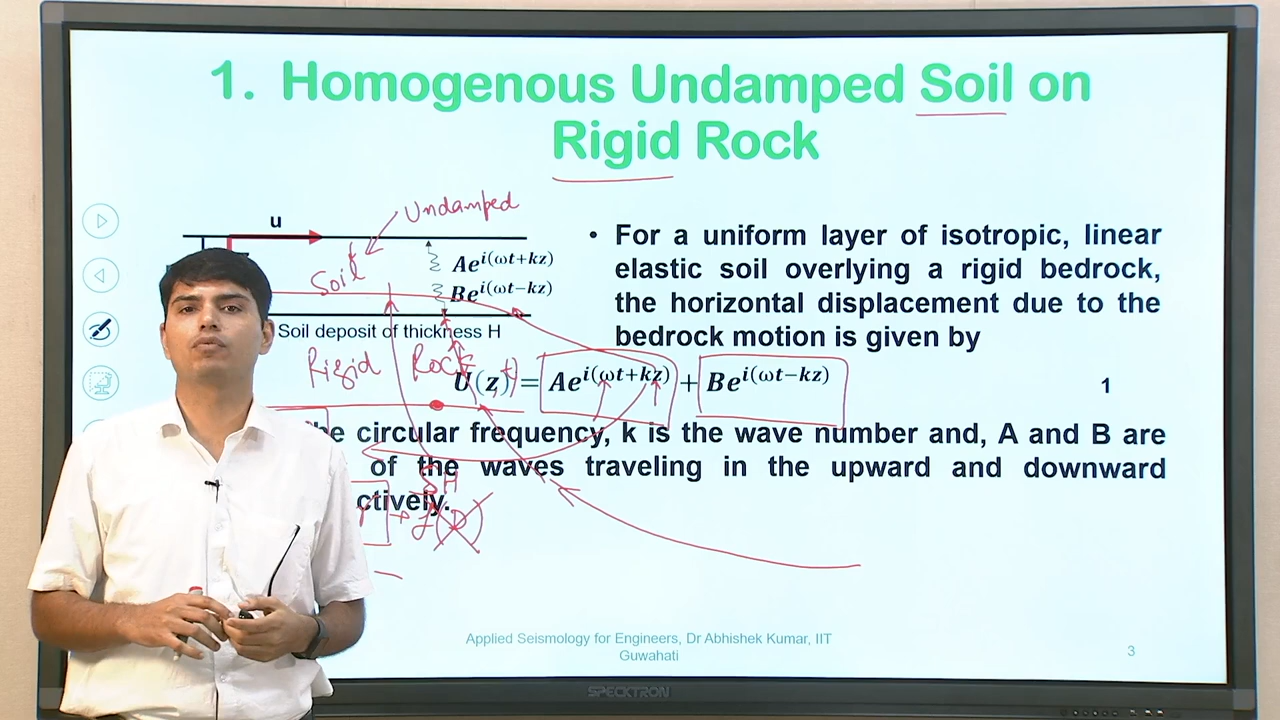 1. Homogenous Undamped Soil on
Rigid Rock
Undamped
u
Soil
Ae^{i(ωt+kz)}
Be^{i(ωt−kz)}
Soil deposit of thickness H
Rigid Rock
• For a uniform layer of isotropic, linear
elastic soil overlying a rigid bedrock,
the horizontal displacement due to the
bedrock motion is given by
U(z,t) = Ae^{i(ωt+kz)} + Be^{i(ωt−kz)} 1
he circular frequency, k is the wave number and, A and B are
of the waves traveling in the upward and downward
ctively.
SH
Applied Seismology for Engineers, Dr Abhishek Kumar, IIT
Guwahati
3
SPECKTRON